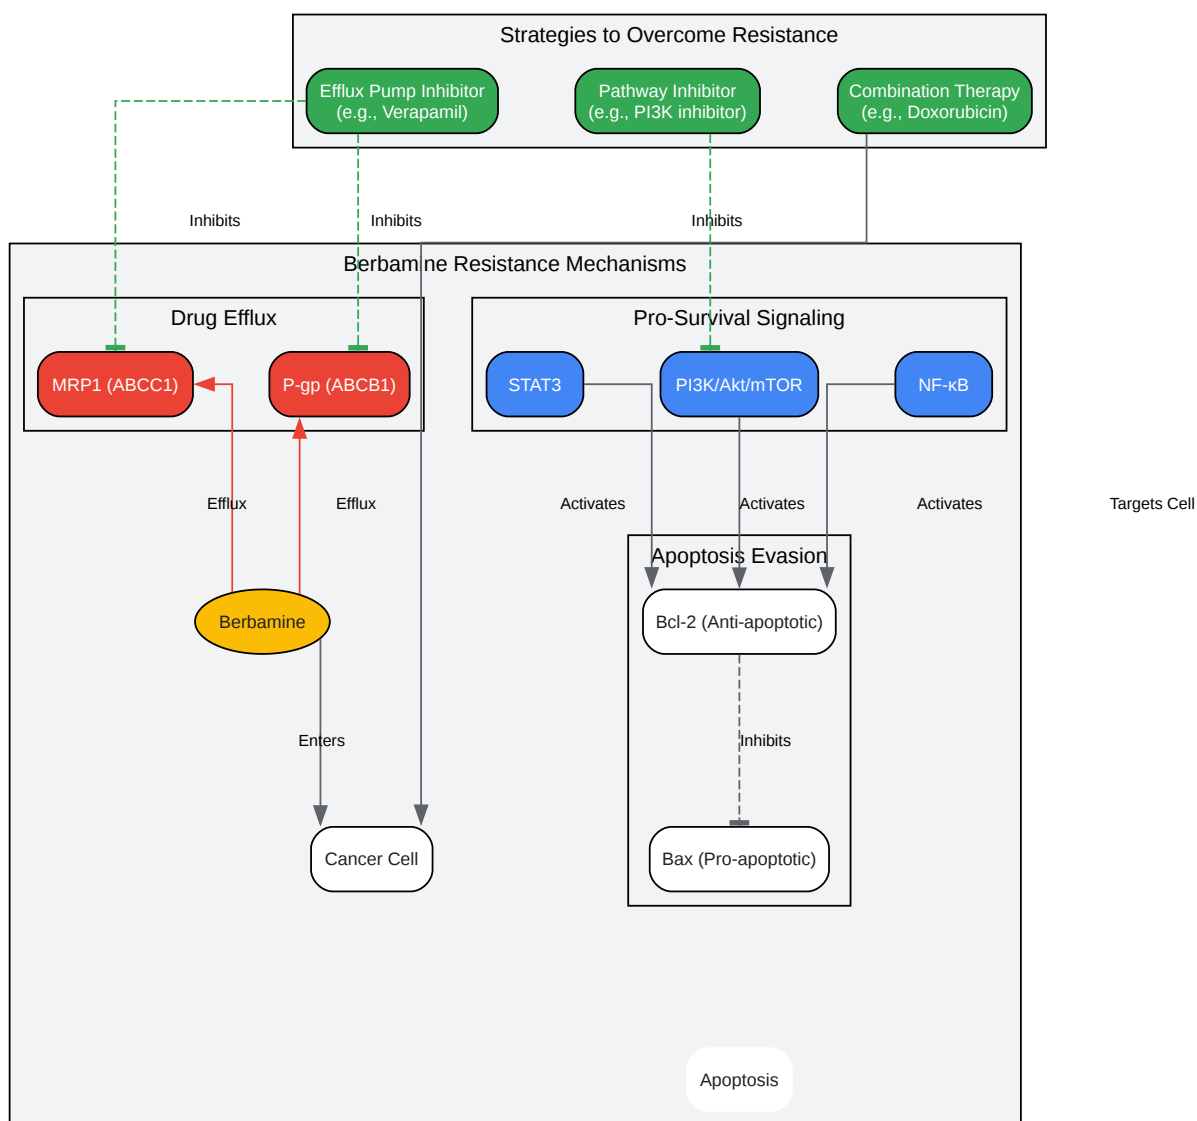 Strategies to Overcome Resistance
Efflux Pump Inhibitor
(e.g., Verapamil)
Pathway Inhibitor
(e.g., PI3K inhibitor)
Combination Therapy
(e.g., Doxorubicin)
Inhibits
Inhibits
Inhibits
Berbamine Resistance Mechanisms
Drug Efflux
Pro-Survival Signaling
MRP1 (ABCC1)
P-gp (ABCB1)
STAT3
PI3K/Akt/mTOR
NF-κB
Efflux
Efflux
Activates
Activates
Activates
Targets Cell
Apoptosis Evasion
Berbamine
Bcl-2 (Anti-apoptotic)
Enters
Inhibits
Cancer Cell
Bax (Pro-apoptotic)
Apoptosis